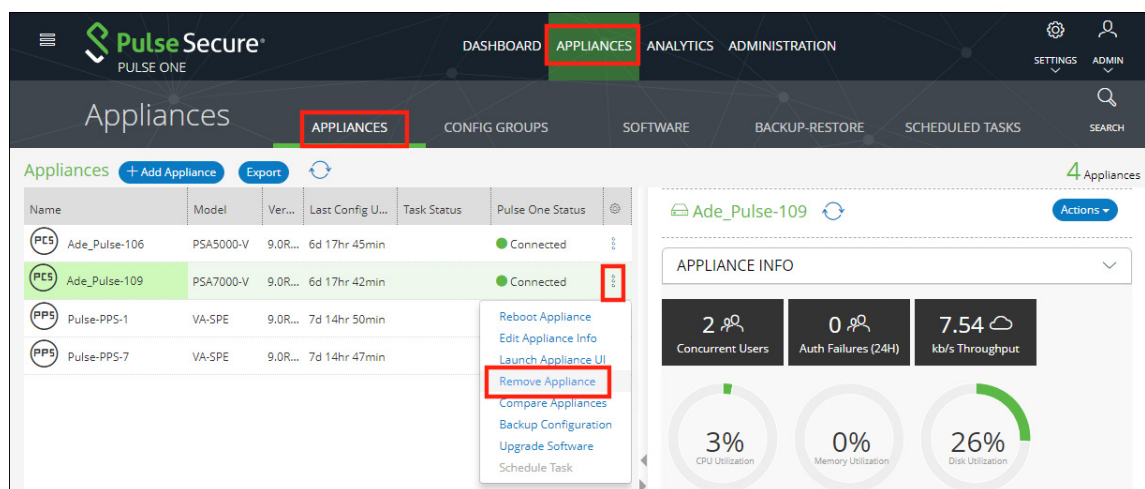 Pulse Secure
PULSE ONE
DASHBOARD APPLIANCES ANALYTICS ADMINISTRATION
SETTINGS ADMIN
Appliances
APPLIANCES CONFIG GROUPS SOFTWARE BACKUP-RESTORE SCHEDULED TASKS
SEARCH
Appliances + Add Appliance Export
4 Appliances
Name Model Ver... Last Config U... Task Status Pulse One Status
PCS Ade_Pulse-106 PSA5000-V 9.0R... 6d 17hr 45min Connected
PCS Ade_Pulse-109 PSA7000-V 9.0R... 6d 17hr 42min Connected
PPS Pulse-PPS-1 VA-SPE 9.0R... 7d 14hr 50min
PPS Pulse-PPS-7 VA-SPE 9.0R... 7d 14hr 47min
Reboot Appliance
Edit Appliance Info
Launch Appliance UI
Remove Appliance
Compare Appliances
Backup Configuration
Upgrade Software
Schedule Task
Ade_Pulse-109 Actions
APPLIANCE INFO
2 0 7.54
Concurrent Users Auth Failures (24H) kb/s Throughput
3% 0% 26%
CPU Utilization Memory Utilization Disk Utilization